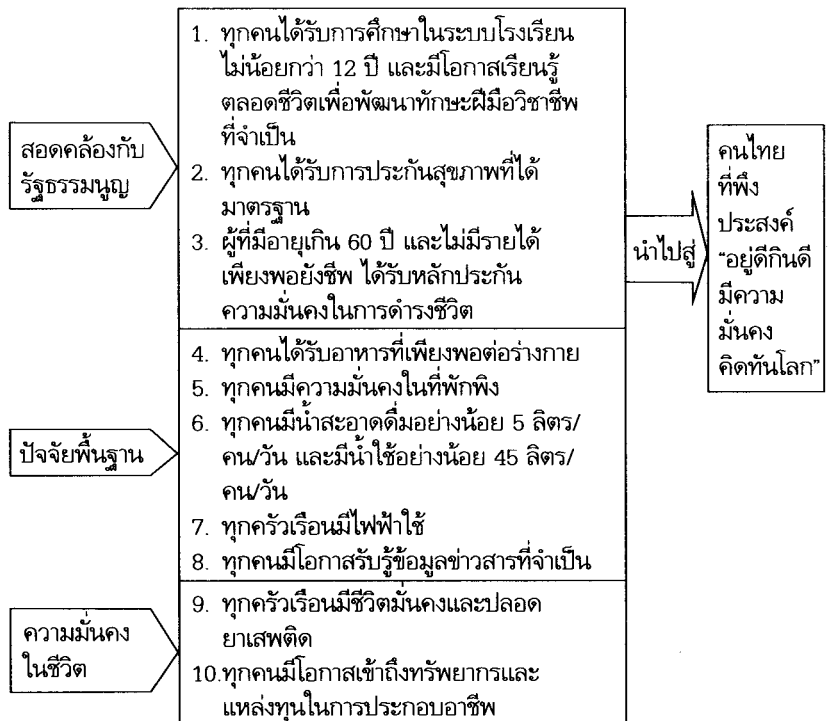 สอดคล้องกับ
รัฐธรรมนูญ
1. ทุกคนได้รับการศึกษาในระบบโรงเรียน
ไม่น้อยกว่า 12 ปี และมีโอกาสเรียนรู้
ตลอดชีวิตเพื่อพัฒนาทักษะฝีมือวิชาชีพ
ที่จำเป็น
2. ทุกคนได้รับการประกันสุขภาพที่ได้
มาตรฐาน
3. ผู้ที่มีอายุเกิน 60 ปี และไม่มีรายได้
เพียงพอยังชีพ ได้รับหลักประกัน
ความมั่นคงในการดำรงชีวิต
ปัจจัยพื้นฐาน
4. ทุกคนได้รับอาหารที่เพียงพอต่อร่างกาย
5. ทุกคนมีความมั่นคงในที่พักพิง
6. ทุกคนมีน้ำสะอาดดื่มอย่างน้อย 5 ลิตร/
คน/วัน และมีน้ำใช้อย่างน้อย 45 ลิตร/
คน/วัน
7. ทุกครัวเรือนมีไฟฟ้าใช้
8. ทุกคนมีโอกาสรับรู้ข้อมูลข่าวสารที่จำเป็น
ความมั่นคง
ในชีวิต
9. ทุกครัวเรือนมีชีวิตมั่นคงและปลอด
ยาเสพติด
10.ทุกคนมีโอกาสเข้าถึงทรัพยากรและ
แหล่งทุนในการประกอบอาชีพ
นำไปสู่
คนไทย
ที่พึง
ประสงค์
"อยู่ดีกินดี
มีความ
มั่นคง
คิดทันโลก"